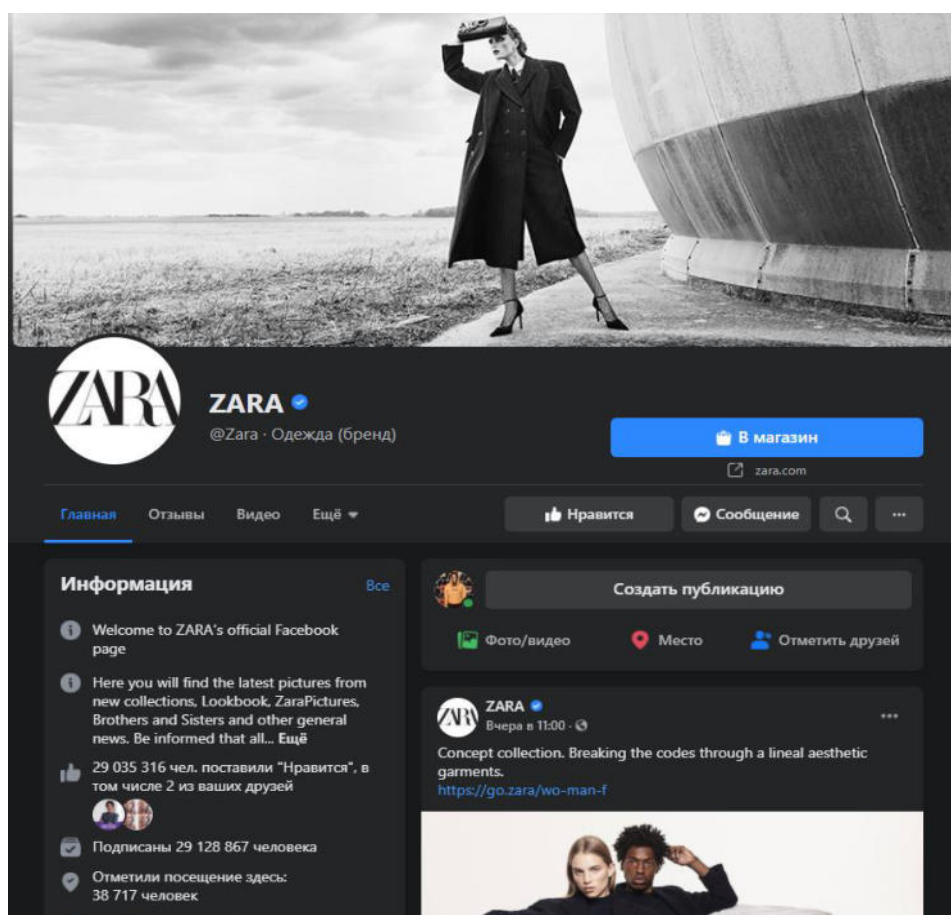 ZARA
ZARA
@Zara · Одежда (бренд)
В магазин
zara.com
Главная
Отзывы
Видео
Ещё
Нравится
Сообщение
Информация
Все
Welcome to ZARA's official Facebook
page
Here you will find the latest pictures from
new collections, Lookbook, ZaraPictures,
Brothers and Sisters and other general
news. Be informed that all... Ещё
29 035 316 чел. поставили "Нравится", в
том числе 2 из ваших друзей
Подписаны 29 128 867 человека
Отметили посещение здесь:
38 717 человек
Создать публикацию
Фото/видео
Место
Отметить друзей
ZARA
ZARA
Вчера в 11:00 ·
Concept collection. Breaking the codes through a lineal aesthetic
garments.
https://go.zara/wo-man-f